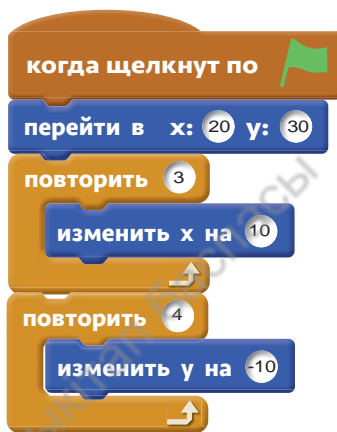 когда щелкнут по
перейти в x: 20 y: 30
повторить 3
изменить x на 10
повторить 4
изменить y на -10